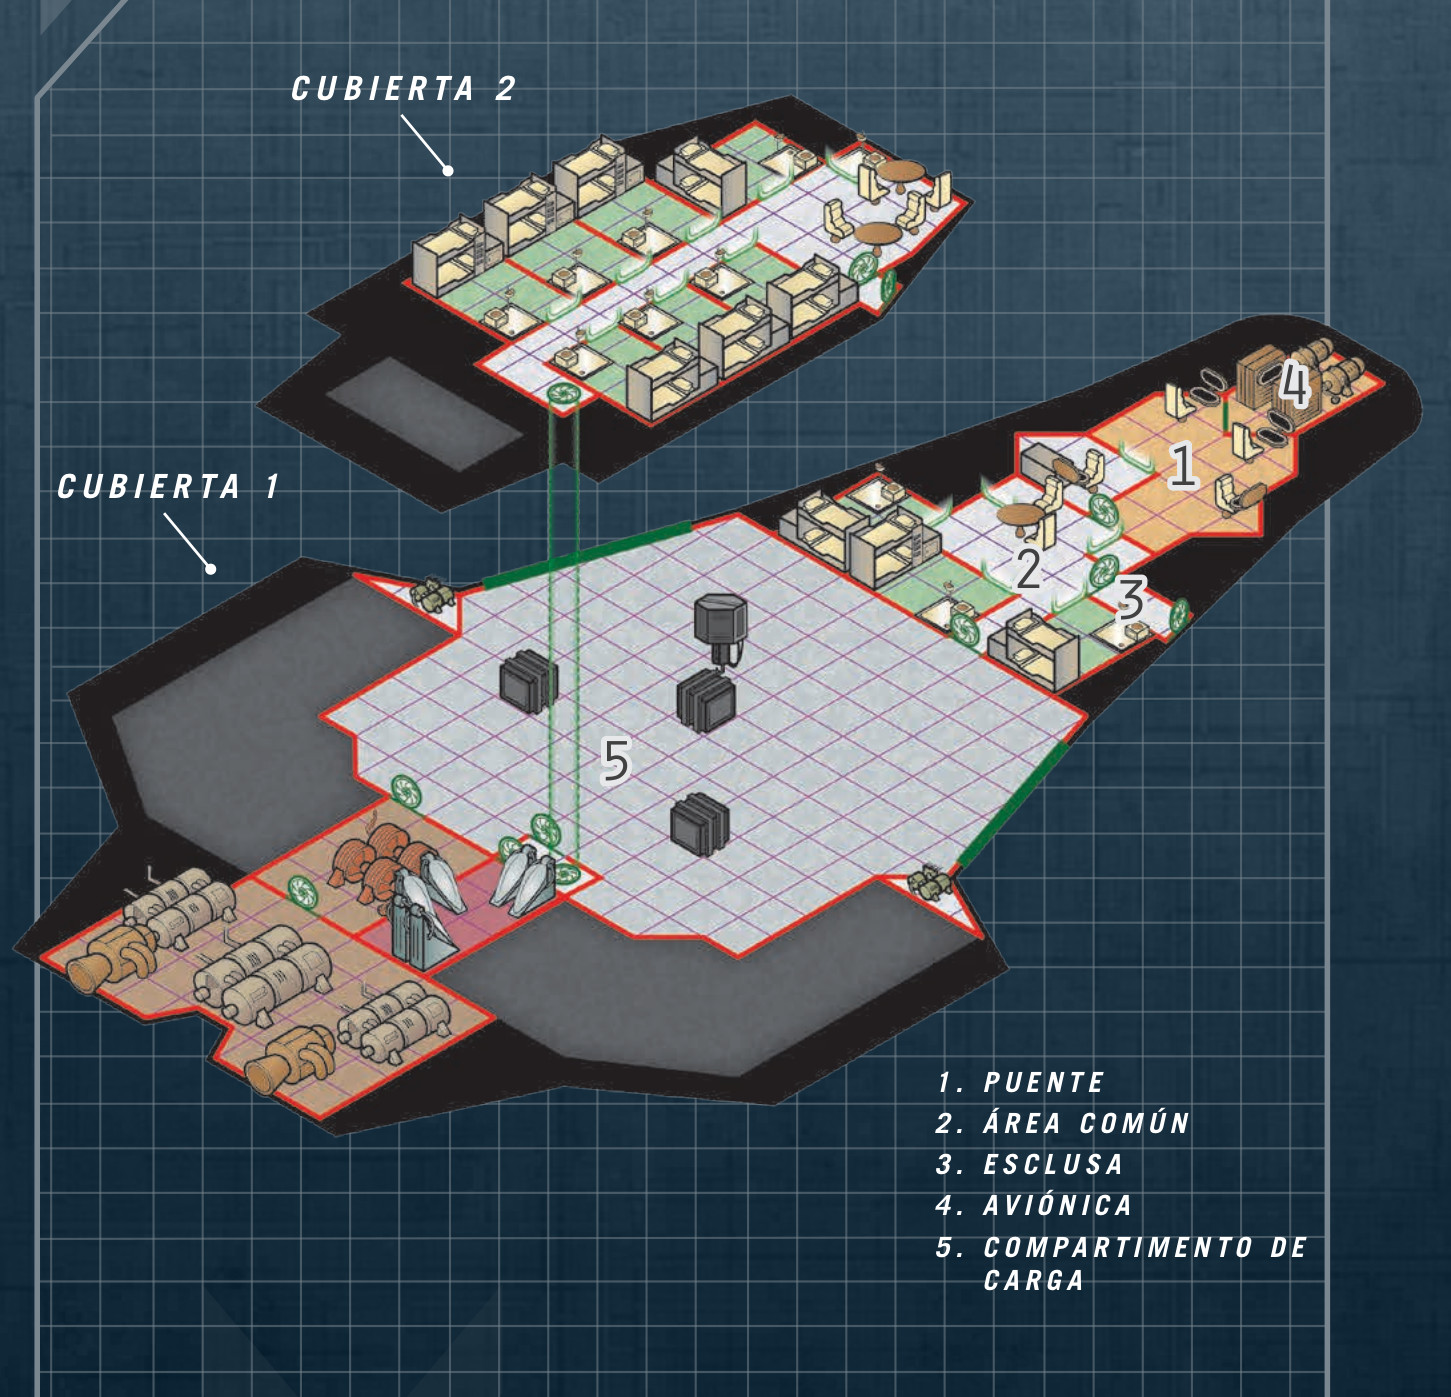 CUBIERTA 2
CUBIERTA 1
4
1
2
3
5
1. PUENTE
2. ÁREA COMÚN
3. ESCLUSA
4. AVIÓNICA
5. COMPARTIMENTO DE
CARGA